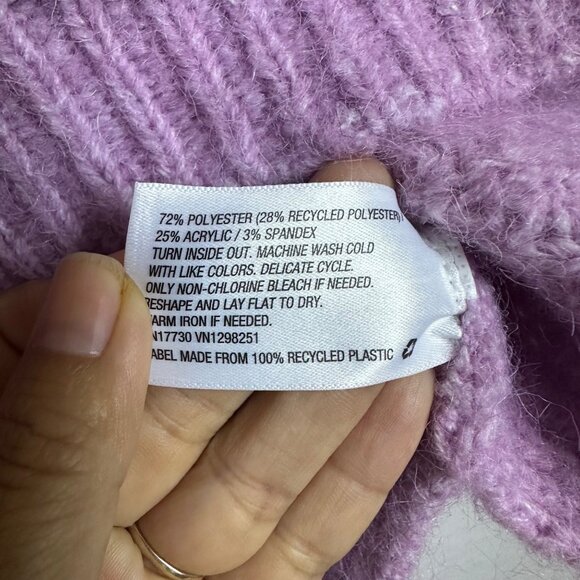 72% POLYESTER (28% RECYCLED POLYESTER) /
25% ACRYLIC / 3% SPANDEX
TURN INSIDE OUT. MACHINE WASH COLD
WITH LIKE COLORS. DELICATE CYCLE.
ONLY NON-CHLORINE BLEACH IF NEEDED.
RESHAPE AND LAY FLAT TO DRY.
ARM IRON IF NEEDED.
N17730 VN1298251
ABEL MADE FROM 100% RECYCLED PLASTIC